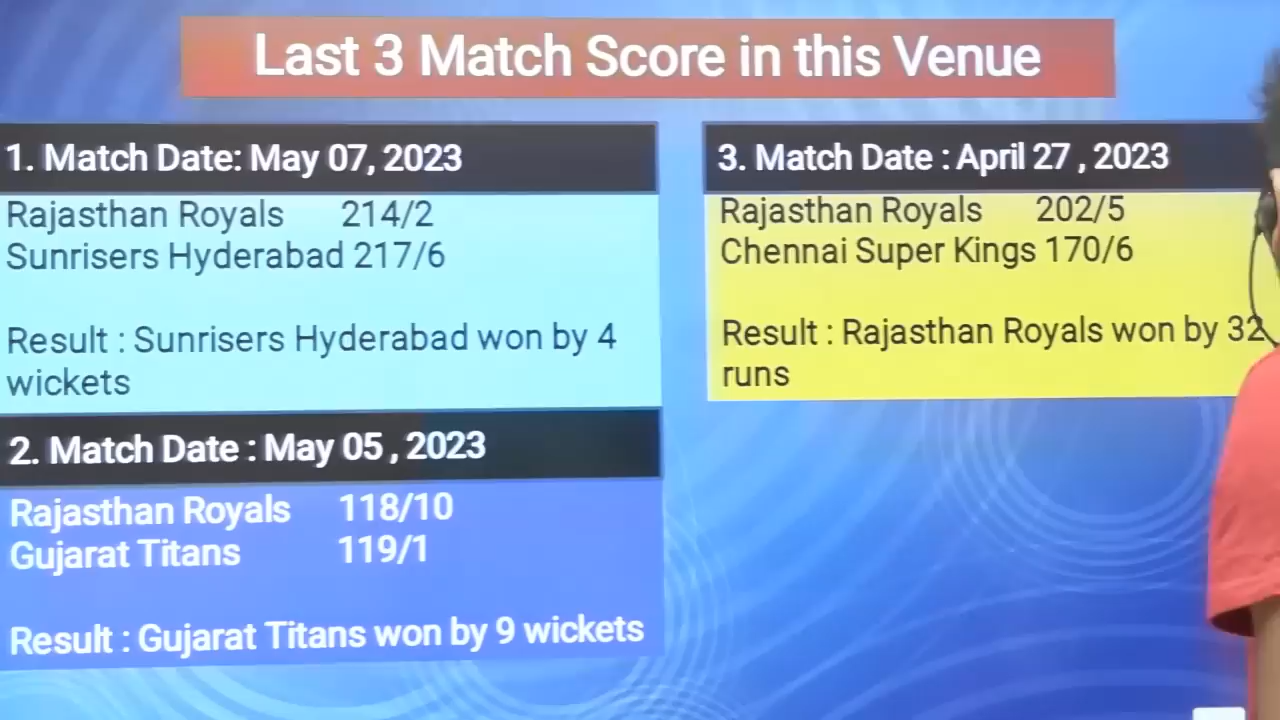 Last 3 Match Score in this Venue
1. Match Date: May 07, 2023
Rajasthan Royals 214/2
Sunrisers Hyderabad 217/6
Result : Sunrisers Hyderabad won by 4
wickets
2. Match Date : May 05 , 2023
Rajasthan Royals 118/10
Gujarat Titans 119/1
Result : Gujarat Titans won by 9 wickets
3. Match Date : April 27 , 2023
Rajasthan Royals 202/5
Chennai Super Kings 170/6
Result : Rajasthan Royals won by 32
runs